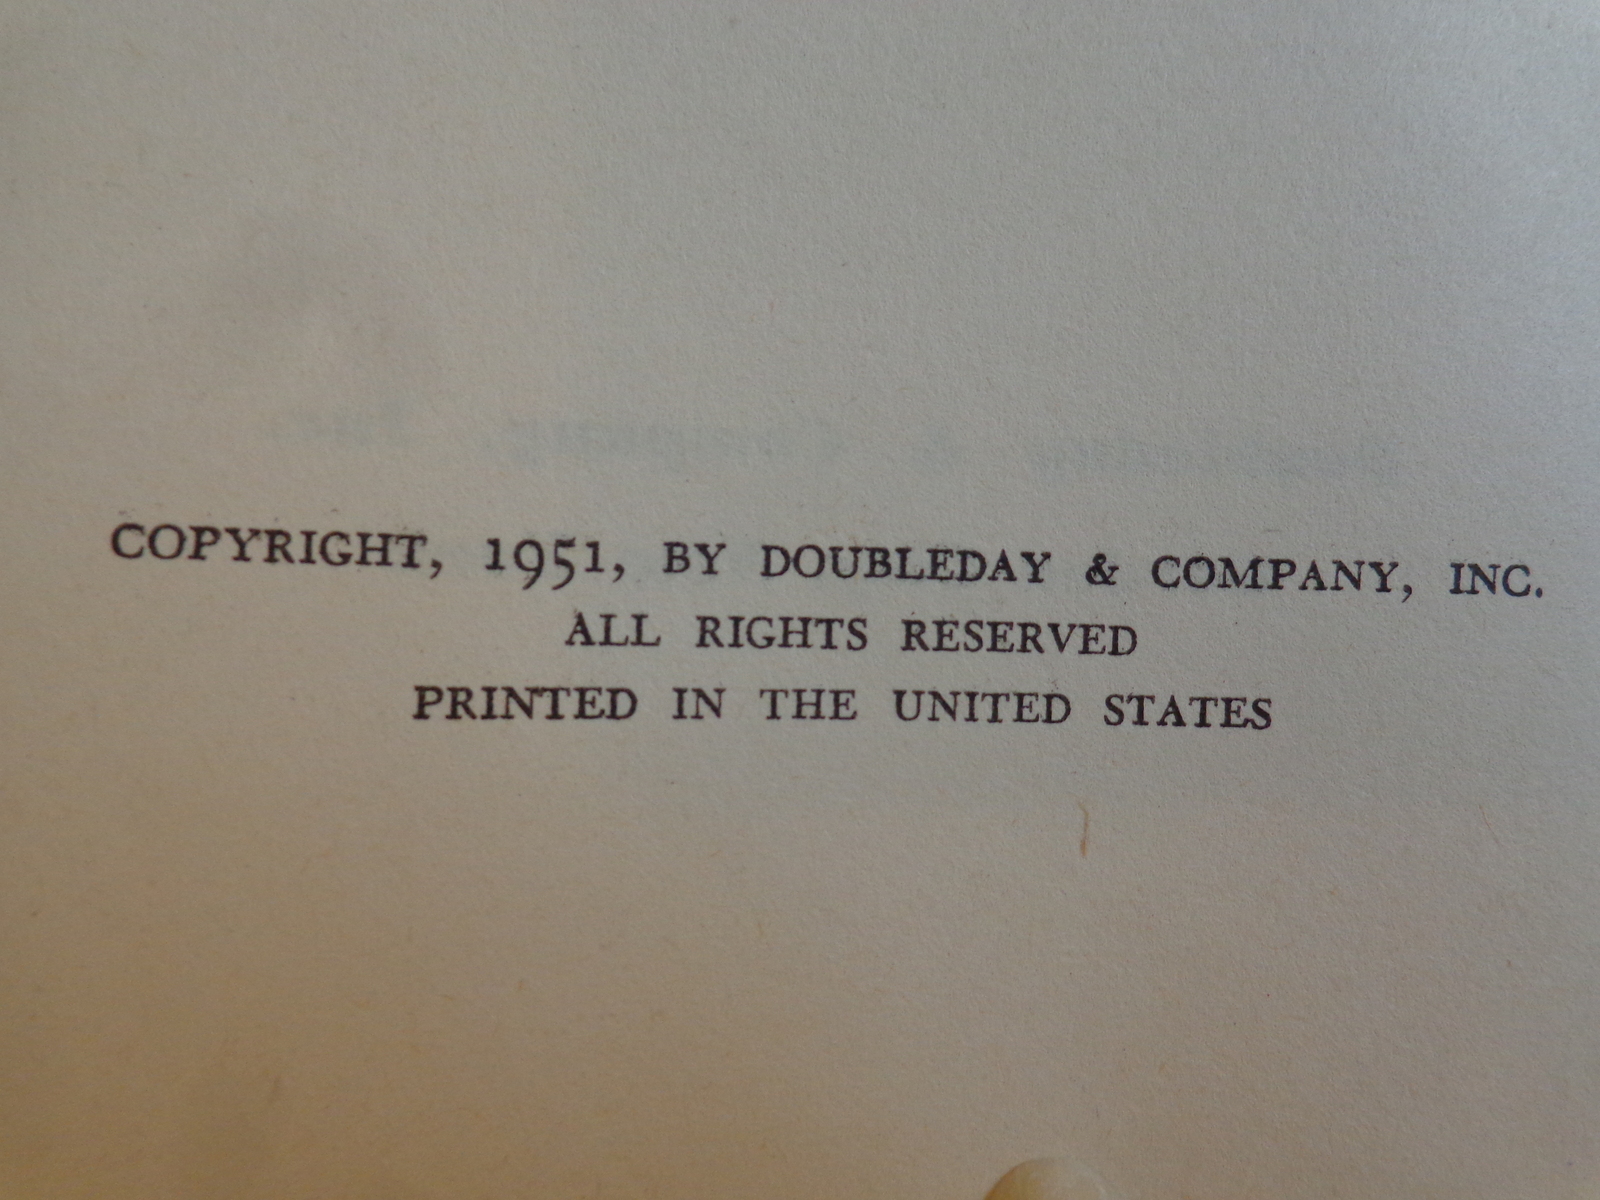 COPYRIGHT, 1951, BY DOUBLEDAY & COMPANY, INC.
ALL RIGHTS RESERVED
PRINTED IN THE UNITED STATES